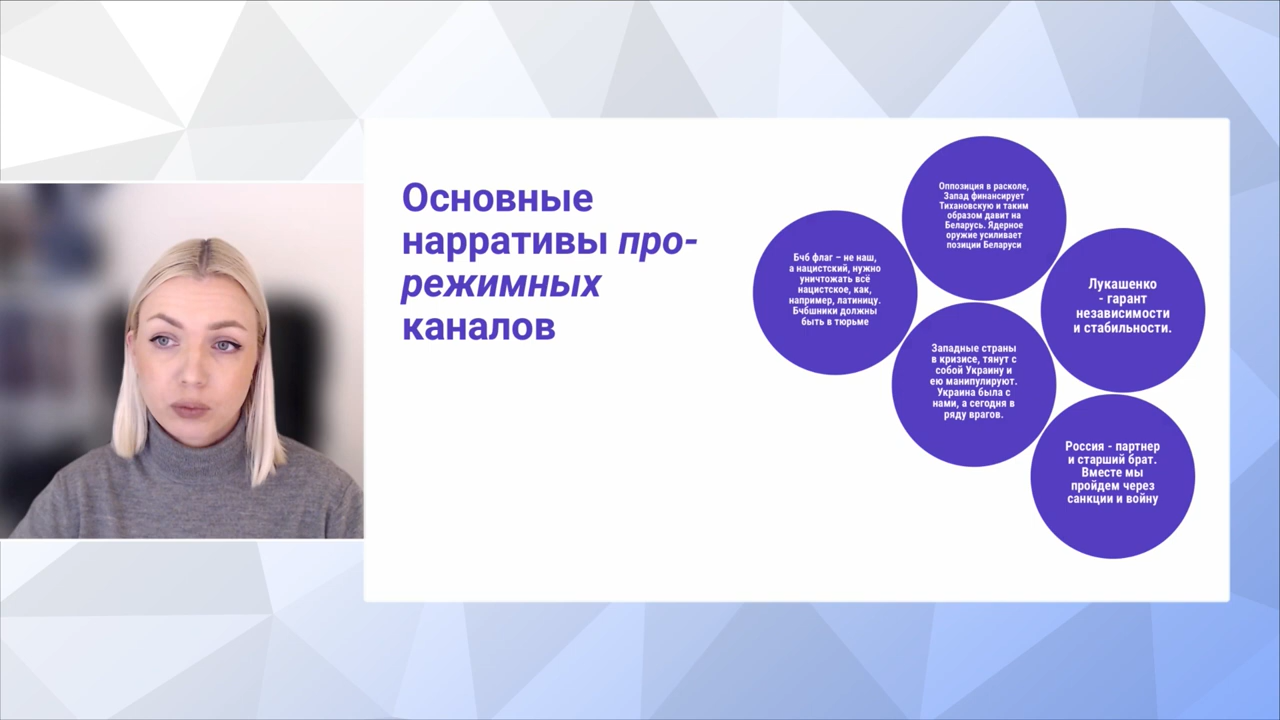 Основные
нарративы про-
режимных
каналов
Бчб флаг – не наш,
а нацистский, нужно
уничтожать всё
нацистское, как,
например, латиницу.
Бчбшники должны
быть в тюрьме
Оппозиция в расколе,
Запад финансирует
Тихановскую и таким
образом давит на
Беларусь. Ядерное
оружие усиливает
позиции Беларуси
Западные страны
в кризисе, тянут с
собой Украину и
ею манипулируют.
Украина была с
нами, а сегодня в
ряду врагов.
Лукашенко
- гарант
независимости
и стабильности.
Россия - партнер
и старший брат.
Вместе мы
пройдем через
санкции и войну